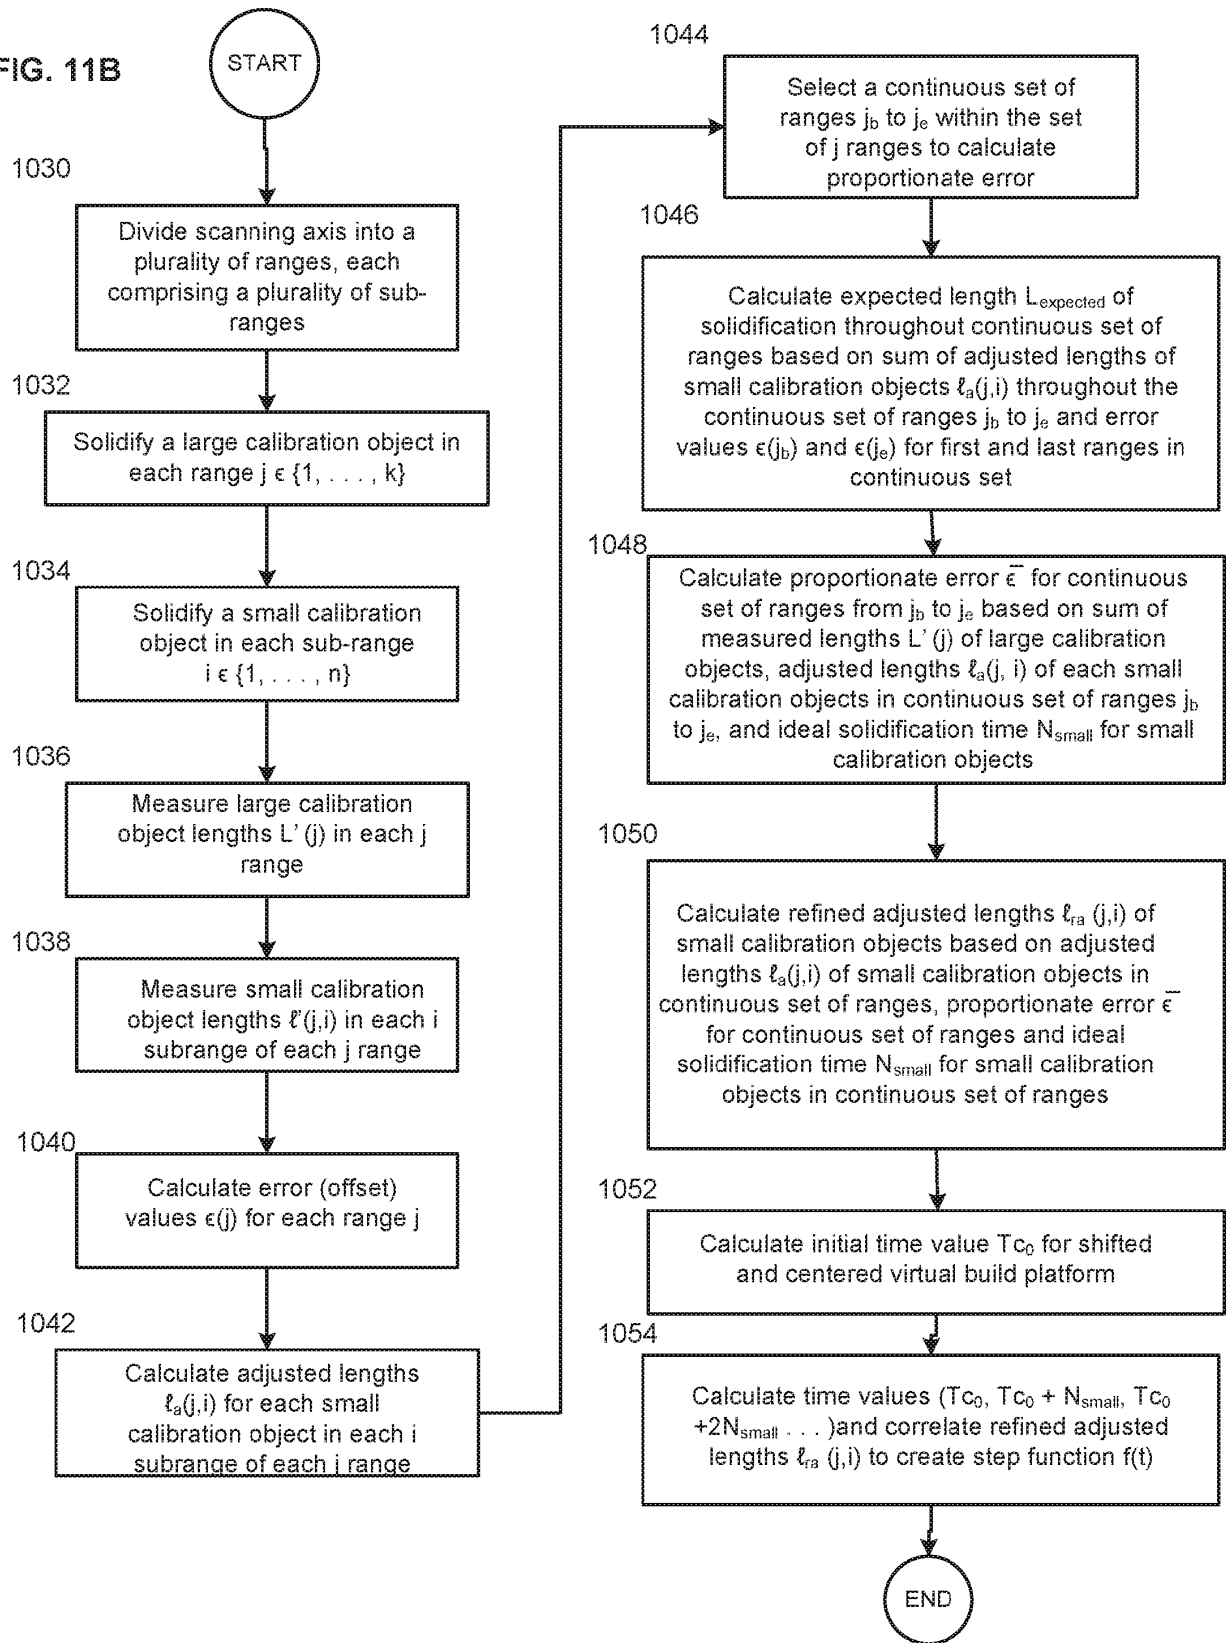 FIG. 11B
START
1030
Divide scanning axis into a
plurality of ranges, each
comprising a plurality of sub-
ranges
1032
Solidify a large calibration object in
each range j ϵ {1, . . . , k}
1034
Solidify a small calibration
object in each sub-range
i ϵ {1, . . . , n}
1036
Measure large calibration
object lengths L' (j) in each j
range
1038
Measure small calibration
object lengths ℓ'(j,i) in each i
subrange of each j range
1040
Calculate error (offset)
values ϵ(j) for each range j
1042
Calculate adjusted lengths
ℓa(j,i) for each small
calibration object in each i
subrange of each j range
1044
Select a continuous set of
ranges jb to je within the set
of j ranges to calculate
proportionate error
1046
Calculate expected length Lexpected of
solidification throughout continuous set of
ranges based on sum of adjusted lengths of
small calibration objects ℓa(j,i) throughout the
continuous set of ranges jb to je and error
values ϵ(jb) and ϵ(je) for first and last ranges in
continuous set
1048
Calculate proportionate error ϵ̄ for continuous
set of ranges from jb to je based on sum of
measured lengths L' (j) of large calibration
objects, adjusted lengths ℓa(j, i) of each small
calibration objects in continuous set of ranges jb
to je, and ideal solidification time Nsmall for small
calibration objects
1050
Calculate refined adjusted lengths ℓra (j,i) of
small calibration objects based on adjusted
lengths ℓa(j,i) of small calibration objects in
continuous set of ranges, proportionate error ϵ̄
for continuous set of ranges and ideal
solidification time Nsmall for small calibration
objects in continuous set of ranges
1052
Calculate initial time value Tc0 for shifted
and centered virtual build platform
1054
Calculate time values (Tc0, Tc0 + Nsmall, Tc0
+2Nsmall . . . )and correlate refined adjusted
lengths ℓra (j,i) to create step function f(t)
END